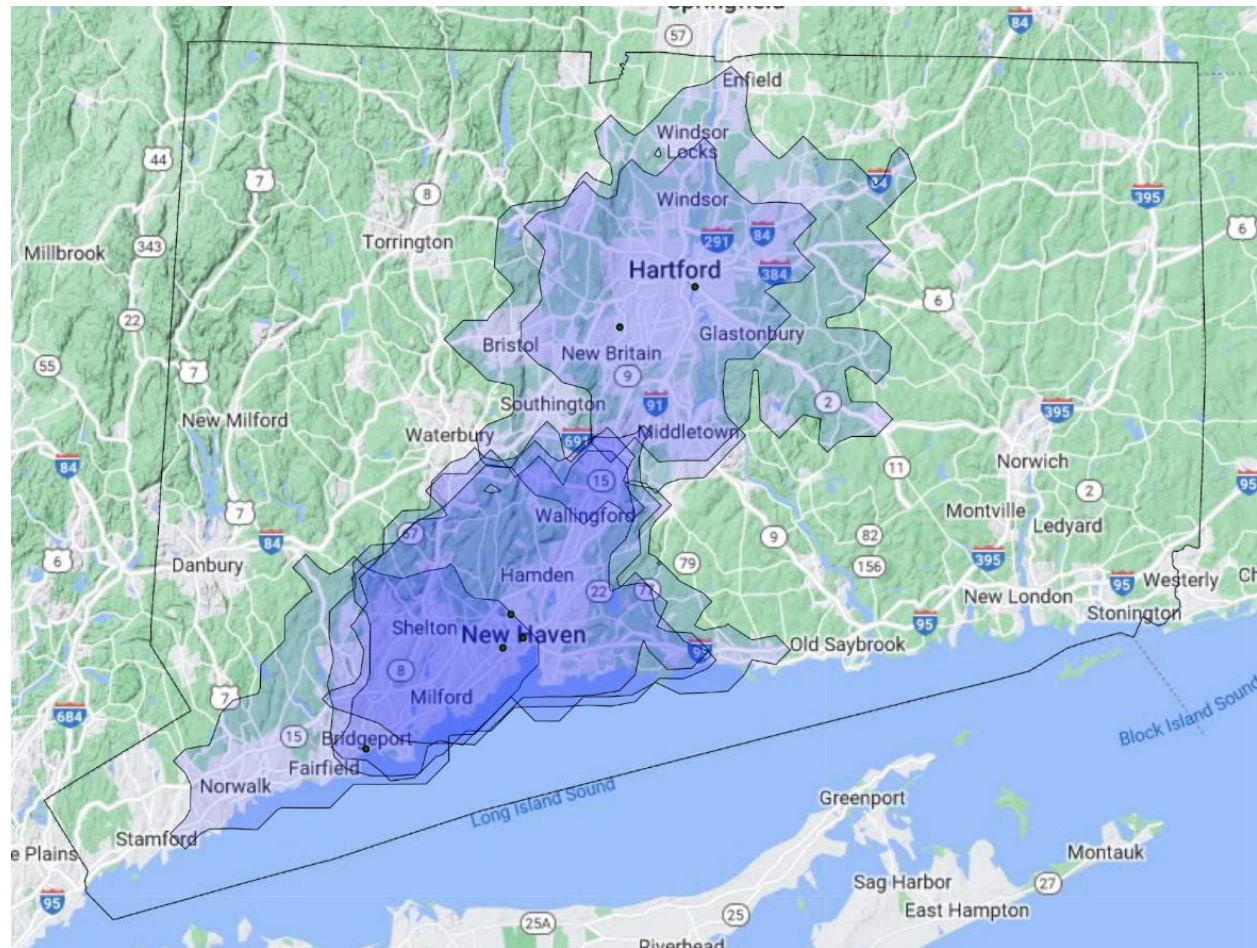 Springfield
84
57
Enfield
Windsor
Locks
44
7
8
84
395
7
Windsor
6
343
Torrington
291
84
Millbrook
Hartford
384
22
6
Glastonbury
55
Bristol
New Britain
7
9
91
2
395
New Milford
Southington
Waterbury
691
Middletown
Norwich
84
11
15
2
95
Wallingford
Montville
Ledyard
7
67
9
82
6
84
395
Danbury
Hamden
79
156
95
Westerly
22
77
New London
Stonington
Shelton
New Haven
95
Old Saybrook
95
8
7
Milford
684
15
Bridgeport
Block Island Sound
Fairfield
Norwalk
Long Island Sound
Greenport
Stamford
e Plains
Montauk
Sag Harbor
27
95
East Hampton
25A
25
Riverhead